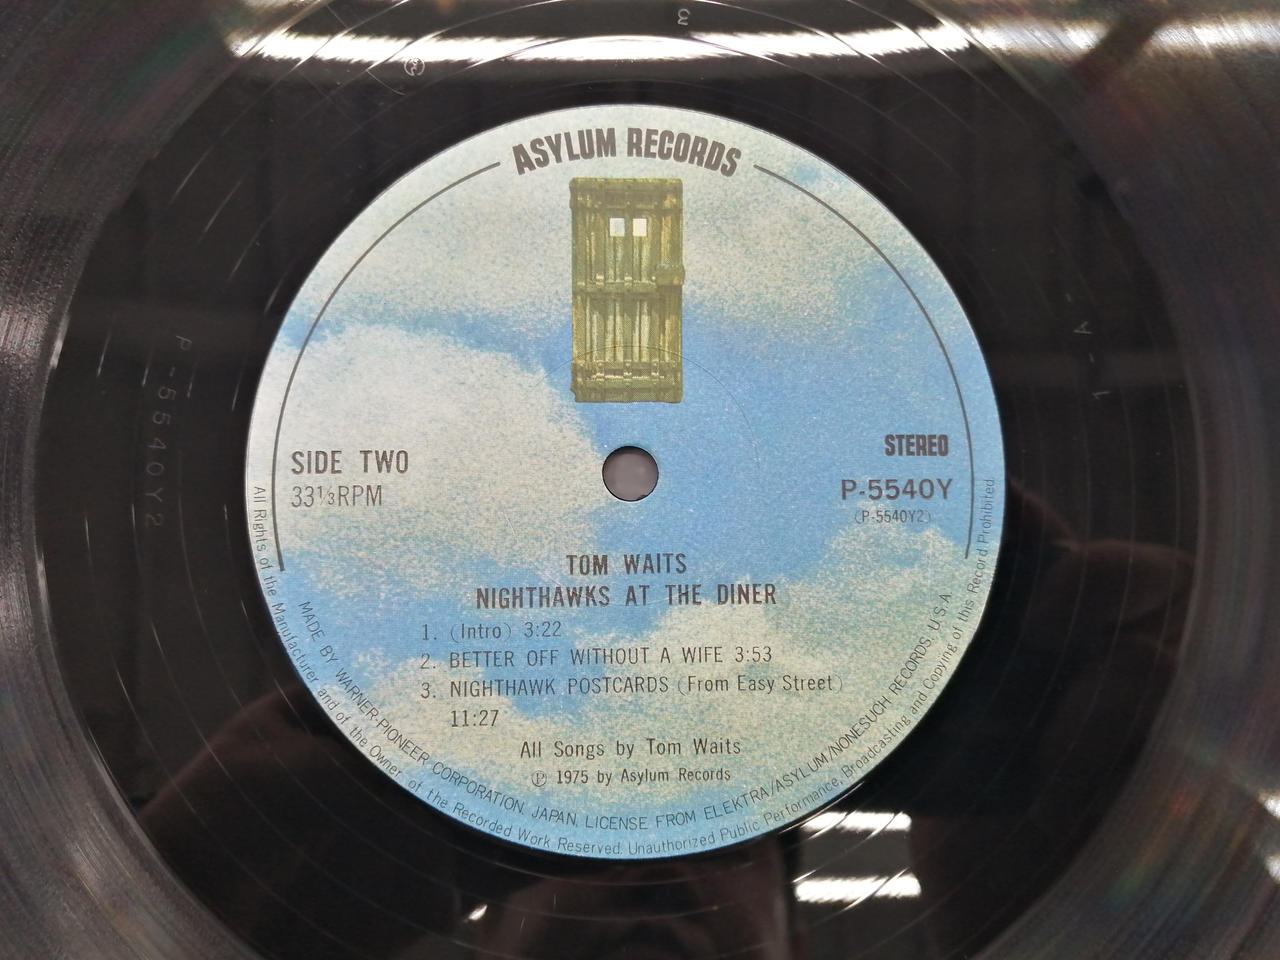 ASYLUM RECORDS
SIDE TWO
33⅓RPM
STEREO
P-5540Y
(P-5540Y2)
TOM WAITS
NIGHTHAWKS AT THE DINER
1. (Intro) 3:22
2. BETTER OFF WITHOUT A WIFE 3:53
3. NIGHTHAWK POSTCARDS (From Easy Street)
11:27
All Songs by Tom Waits
Ⓟ 1975 by Asylum Records
MADE BY WARNER-PIONEER CORPORATION. JAPAN. LICENSE FROM ELEKTRA/ASYLUM/NONESUCH RECORDS. U.S.A.
All Rights of the Manufacturer and of the Owner of the Recorded Work Reserved. Unauthorized Public Performance, Broadcasting and Copying of this Record Prohibited.
P-5540Y2
1-A
3